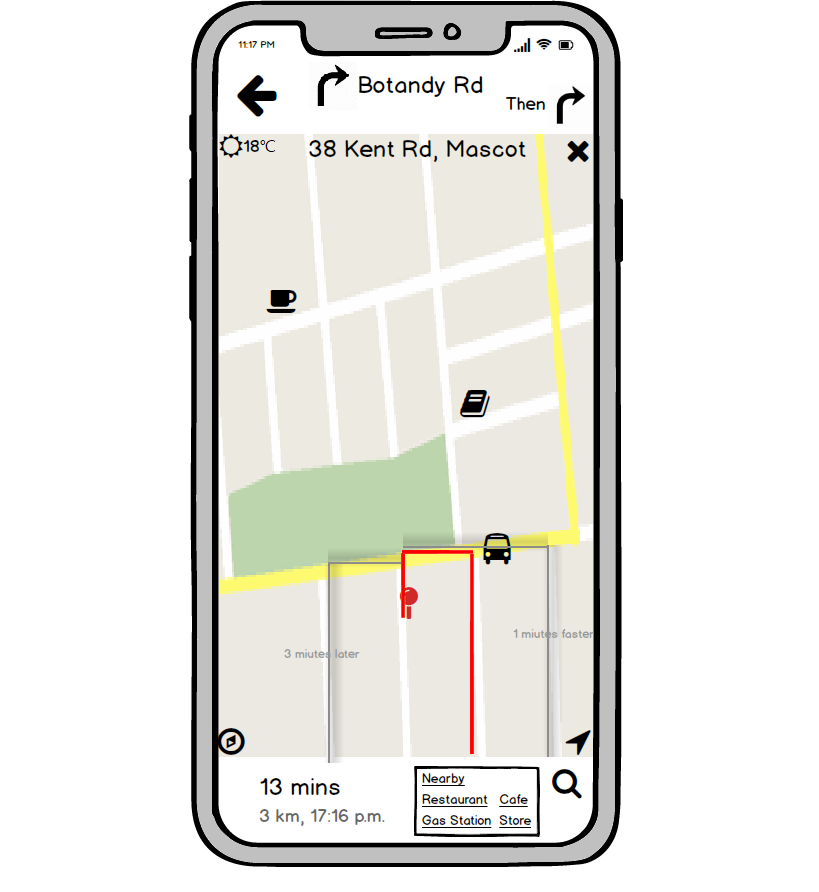 11:17 PM
Botandy Rd
Then
18℃
38 Kent Rd, Mascot
1 miutes faster
3 miutes later
13 mins
3 km, 17:16 p.m.
Nearby
Restaurant Cafe
Gas Station Store